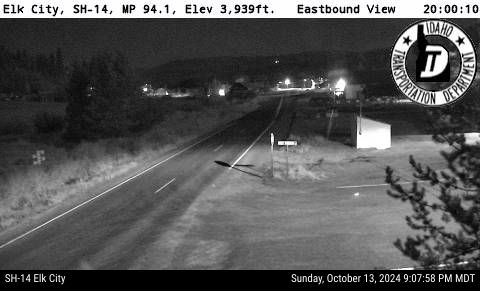 Elk City, SH-14, MP 94.1, Elev 3,939ft. Eastbound View 20:00:10
IDAHO
TRANSPORTATION DEPARTMENT
SH-14 Elk City Sunday, October 13, 2024 9:07:58 PM MDT